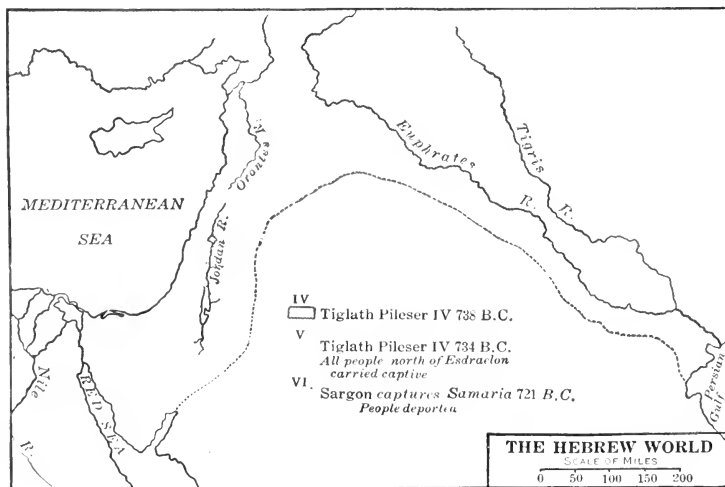 MEDITERRANEAN
SEA
M.
Orontes
Jordan R.
Euphrates
R.
Tigris
R.
Nile
R.
RED SEA
Persian
Gulf
IV
Tiglath Pileser IV 738 B.C.
V
Tiglath Pileser IV 734 B.C.
All people north of Esdraelon
carried captive
VI.
Sargon captures Samaria 721 B.C.
People deported
THE HEBREW WORLD
SCALE OF MILES
0 50 100 150 200